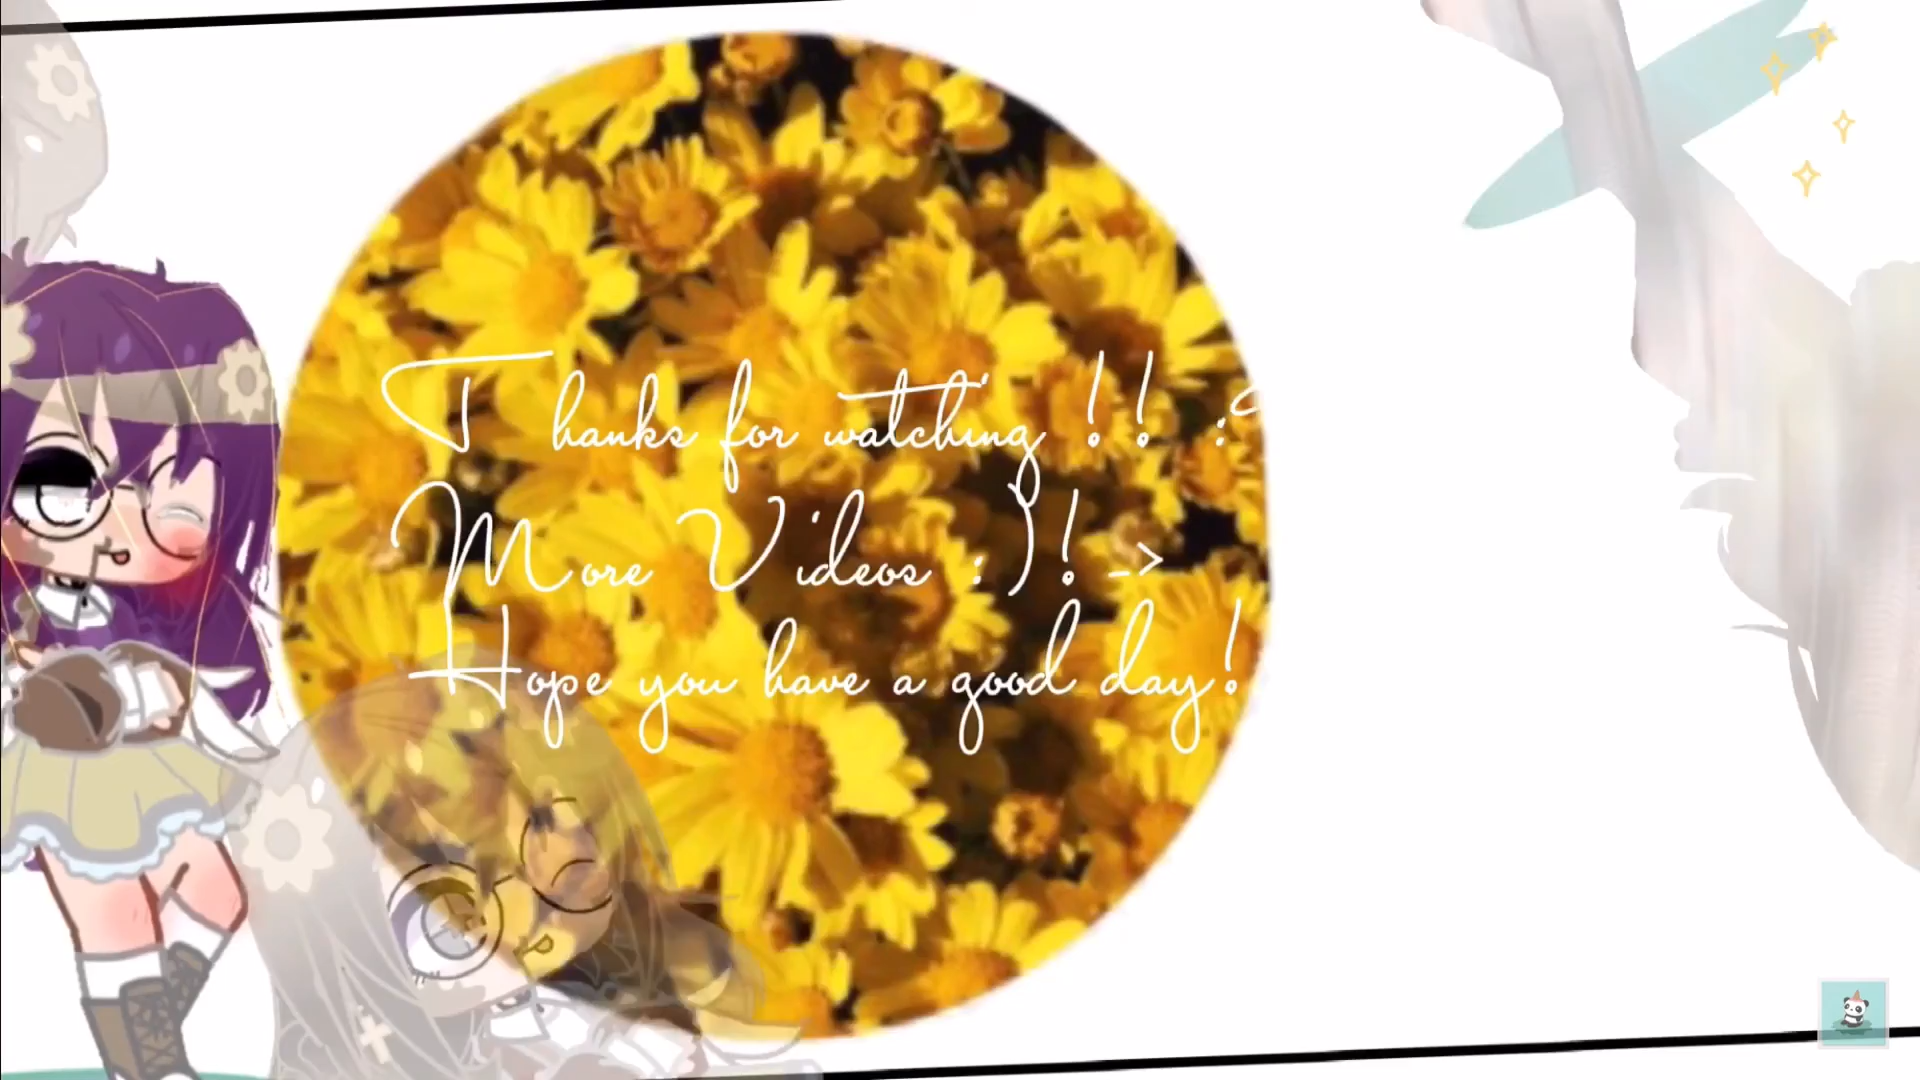 Thanks for watching !! :
More Videos :)! ->
Hope you have a good day!